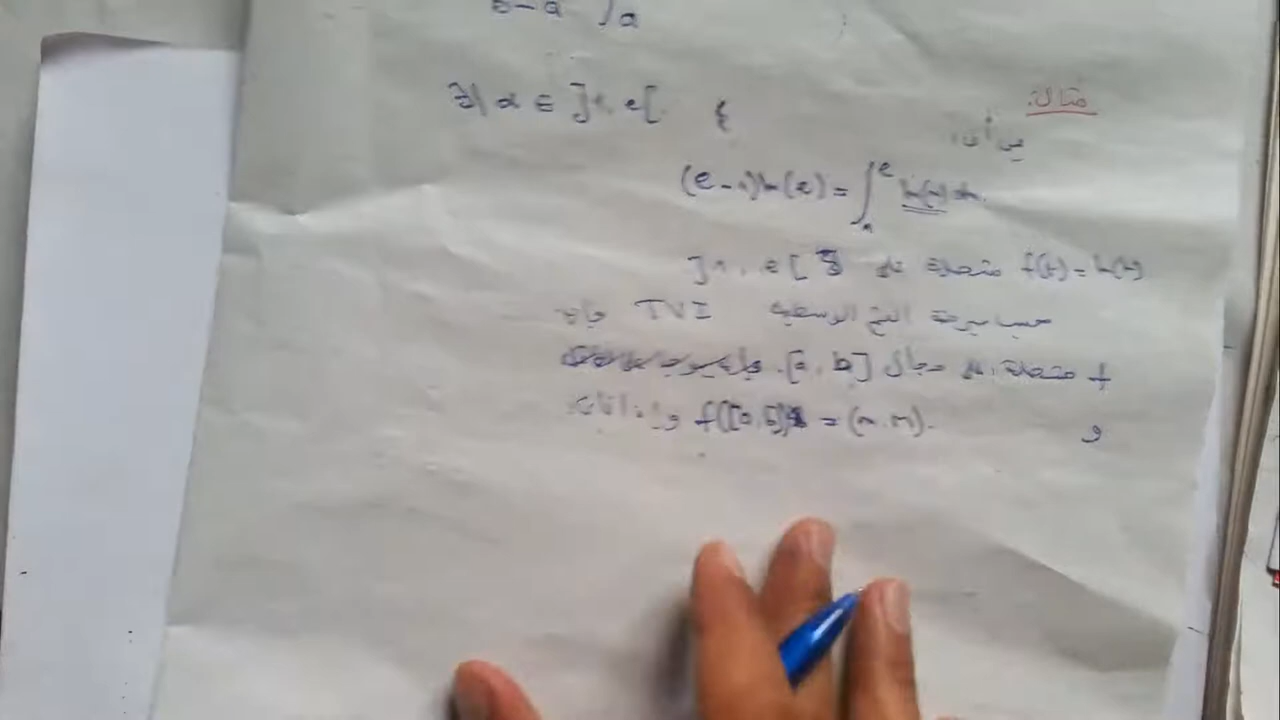 مثال:
بين أن:
∃! α ∈ ]1, e[ ;
(e-1)ln(α) = ∫₁ᵉ ln(t) dt.
f(t) = ln(t) متصلة على ]1, e[
حسب مبرهنة القيم الوسطية TVI فإن
f متصلة على مجال [a, b].
و f([a, b]) = (m, M).